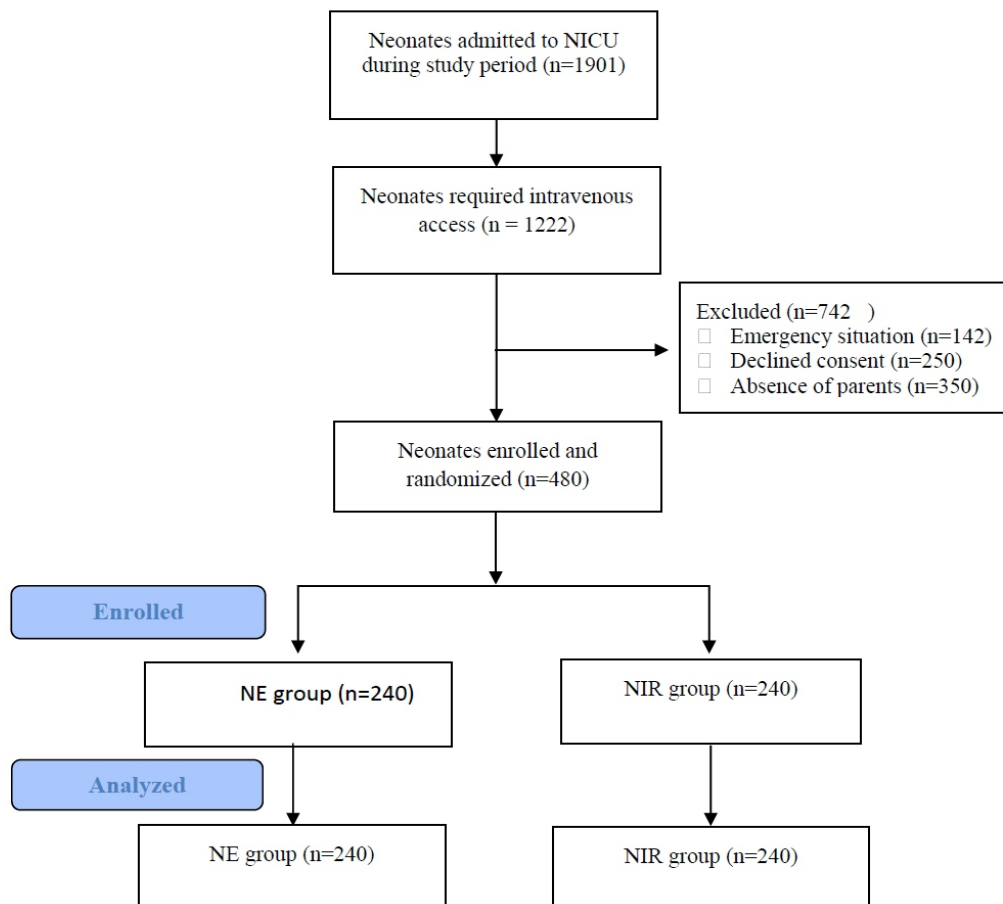 Neonates admitted to NICU
during study period (n=1901)
Neonates required intravenous
access (n = 1222)
Excluded (n=742   )
Emergency situation (n=142)
Declined consent (n=250)
Absence of parents (n=350)
Neonates enrolled and
randomized (n=480)
Enrolled
NE group (n=240)
NIR group (n=240)
Analyzed
NE group (n=240)
NIR group (n=240)